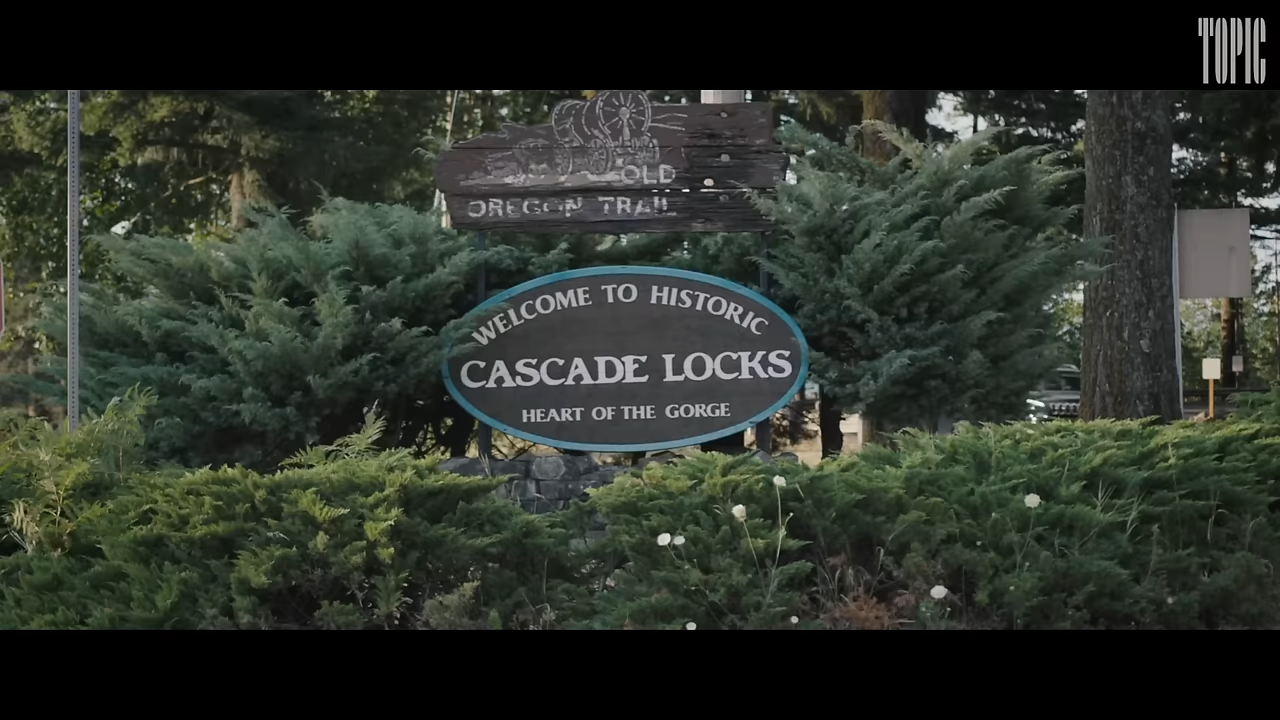 TOPIC
OLD
OREGON TRAIL
WELCOME TO HISTORIC
CASCADE LOCKS
HEART OF THE GORGE